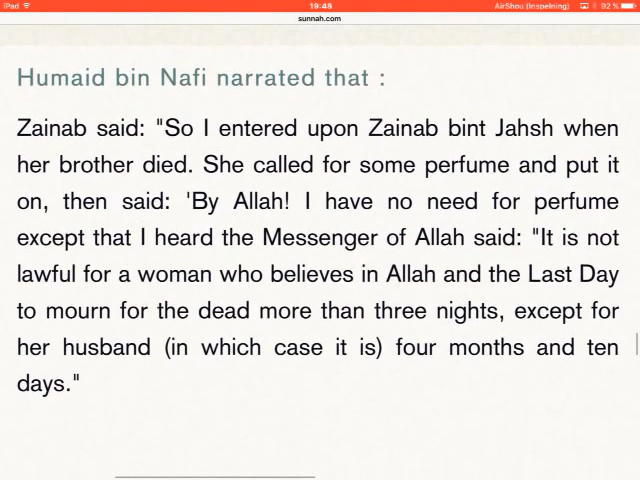 iPad 19:48 AirShou (Inspelning) 92 %
sunnah.com
Humaid bin Nafi narrated that :
Zainab said: "So I entered upon Zainab bint Jahsh when
her brother died. She called for some perfume and put it
on, then said: 'By Allah! I have no need for perfume
except that I heard the Messenger of Allah said: "It is not
lawful for a woman who believes in Allah and the Last Day
to mourn for the dead more than three nights, except for
her husband (in which case it is) four months and ten
days."